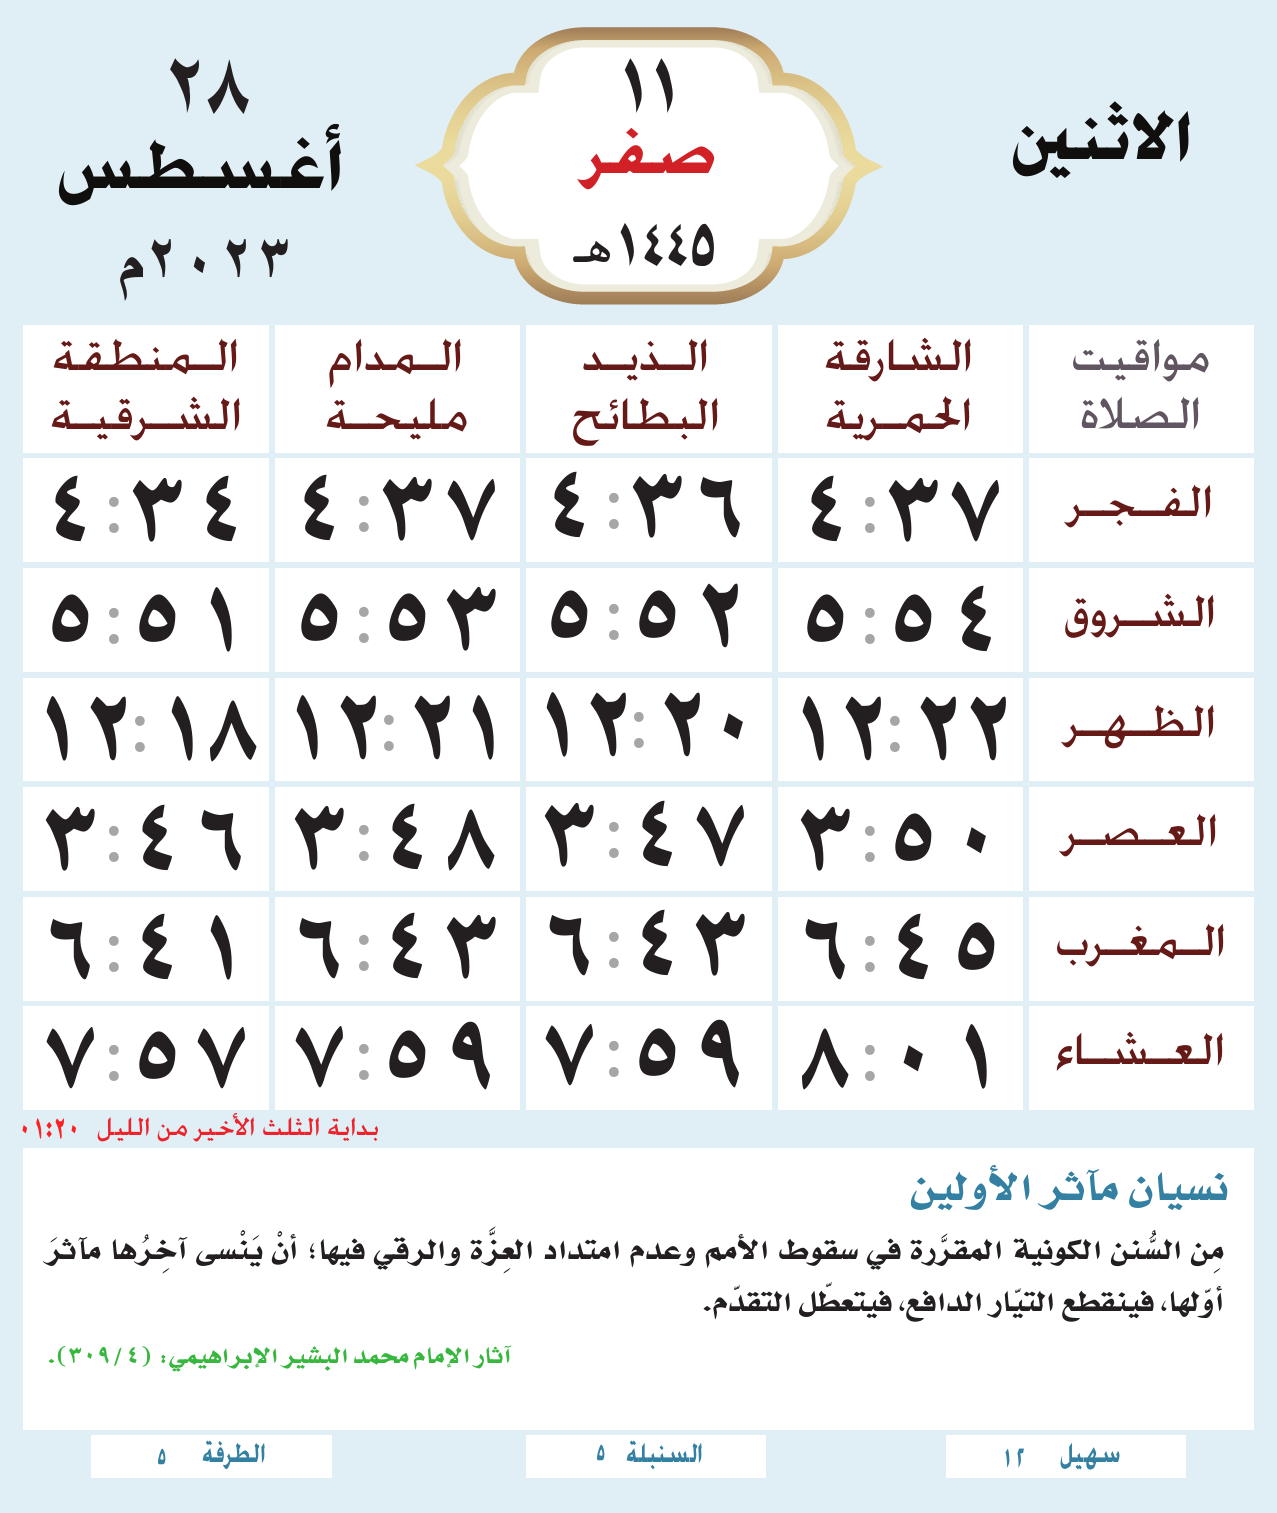 الاثنين
١١
صفر
١٤٤٥هـ
٢٨
أغسطس
٢٠٢٣م
مواقيت الصلاة
الشارقة الحمرية
الذيد البطائح
المدام مليحة
المنطقة الشرقية
الفجر ٤:٣٧ ٤:٣٦ ٤:٣٧ ٤:٣٤
الشروق ٥:٥٤ ٥:٥٢ ٥:٥٣ ٥:٥١
الظهر ١٢:٢٢ ١٢:٢٠ ١٢:٢١ ١٢:١٨
العصر ٣:٥٠ ٣:٤٧ ٣:٤٨ ٣:٤٦
المغرب ٦:٤٥ ٦:٤٣ ٦:٤٣ ٦:٤١
العشاء ٨:٠١ ٧:٥٩ ٧:٥٩ ٧:٥٧
بداية الثلث الأخير من الليل ٠١:٢٠
نسيان مآثر الأولين
مِن السُّنن الكونية المقرَّرة في سقوط الأمم وعدم امتداد العِزَّة والرقي فيها؛ أنْ يَنْسى آخِرُها مآثرَ
أوّلها، فينقطع التيّار الدافع، فيتعطّل التقدّم.
آثار الإمام محمد البشير الإبراهيمي: (٣٠٩/٤).
سهيل ١٢
السنبلة ٥
الطرفة ٥